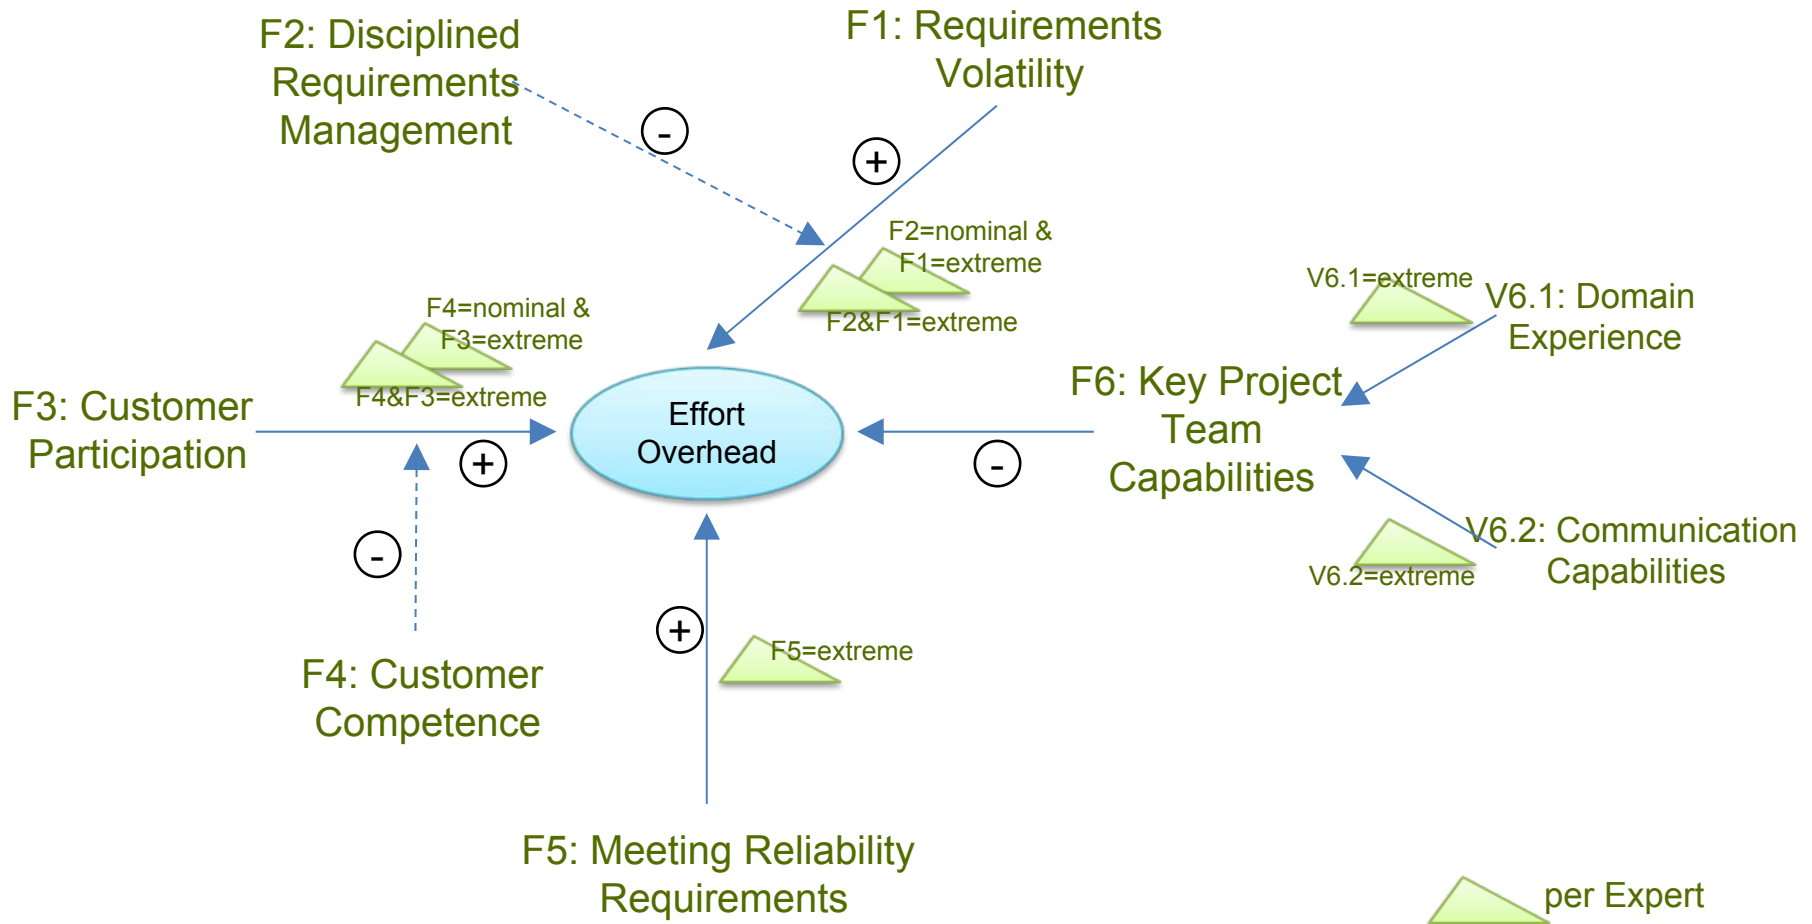 F2: Disciplined
Requirements
Management
F1: Requirements
Volatility
-
+
F2=nominal &
F1=extreme
F2&F1=extreme
V6.1=extreme
V6.1: Domain
Experience
F4=nominal &
F3=extreme
F4&F3=extreme
F3: Customer
Participation
+
Effort
Overhead
-
F6: Key Project
Team
Capabilities
V6.2: Communication
Capabilities
V6.2=extreme
-
F4: Customer
Competence
+
F5=extreme
F5: Meeting Reliability
Requirements
per Expert